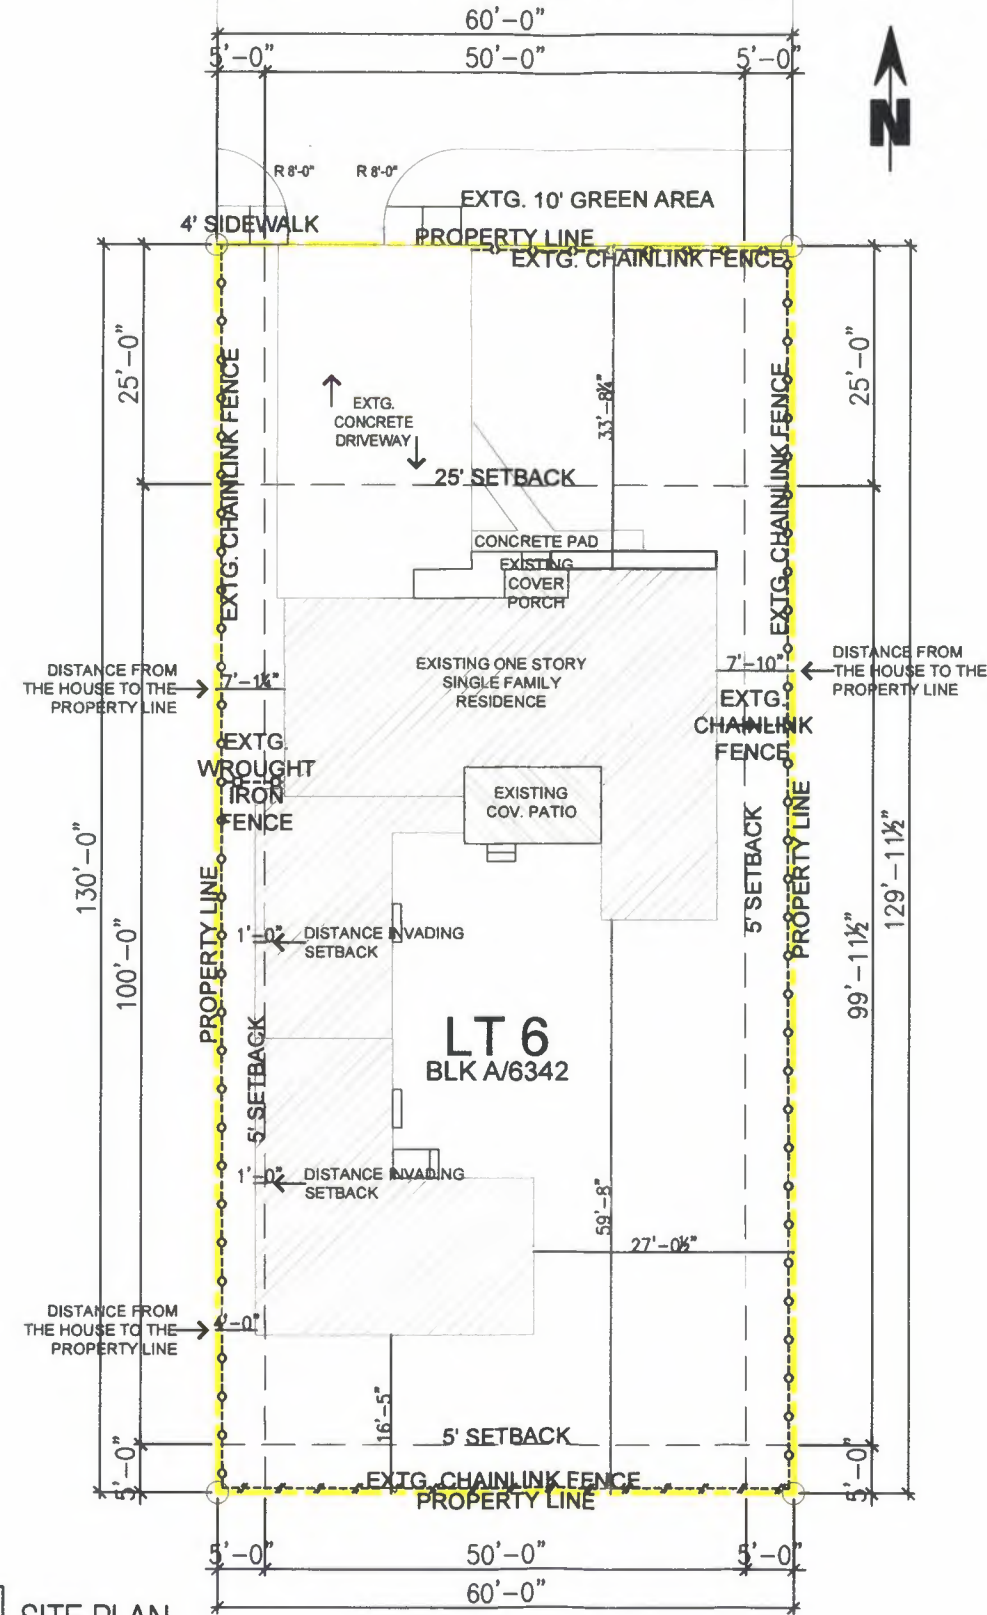 60'-0"
5'-0"
50'-0"
5'-0"
N
R 8'-0"
R 8'-0"
EXTG. 10' GREEN AREA
4' SIDEWALK
PROPERTY LINE
EXTG. CHAINLINK FENCE
25'-0"
25'-0"
EXTG. CHAINLINK FENCE
EXTG. CHAINLINK FENCE
33'-8¼"
EXTG.
CONCRETE
DRIVEWAY
25' SETBACK
CONCRETE PAD
EXISTING
COVER
PORCH
DISTANCE FROM
THE HOUSE TO THE
PROPERTY LINE
7'-1¼"
EXISTING ONE STORY
SINGLE FAMILY
RESIDENCE
7'-10"
DISTANCE FROM
THE HOUSE TO THE
PROPERTY LINE
EXTG.
CHAINLINK
FENCE
EXTG.
WROUGHT
IRON
FENCE
EXISTING
COV. PATIO
130'-0"
100'-0"
PROPERTY LINE
5' SETBACK
PROPERTY LINE
99'-11½"
129'-11½"
1'-0"
DISTANCE INVADING
SETBACK
LT 6
BLK A/6342
5' SETBACK
1'-0"
DISTANCE INVADING
SETBACK
59'-8"
27'-0½"
DISTANCE FROM
THE HOUSE TO THE
PROPERTY LINE
4'-0"
16'-5"
5' SETBACK
5'-0"
5'-0"
EXTG. CHAINLINK FENCE
PROPERTY LINE
5'-0"
50'-0"
5'-0"
60'-0"
SITE PLAN